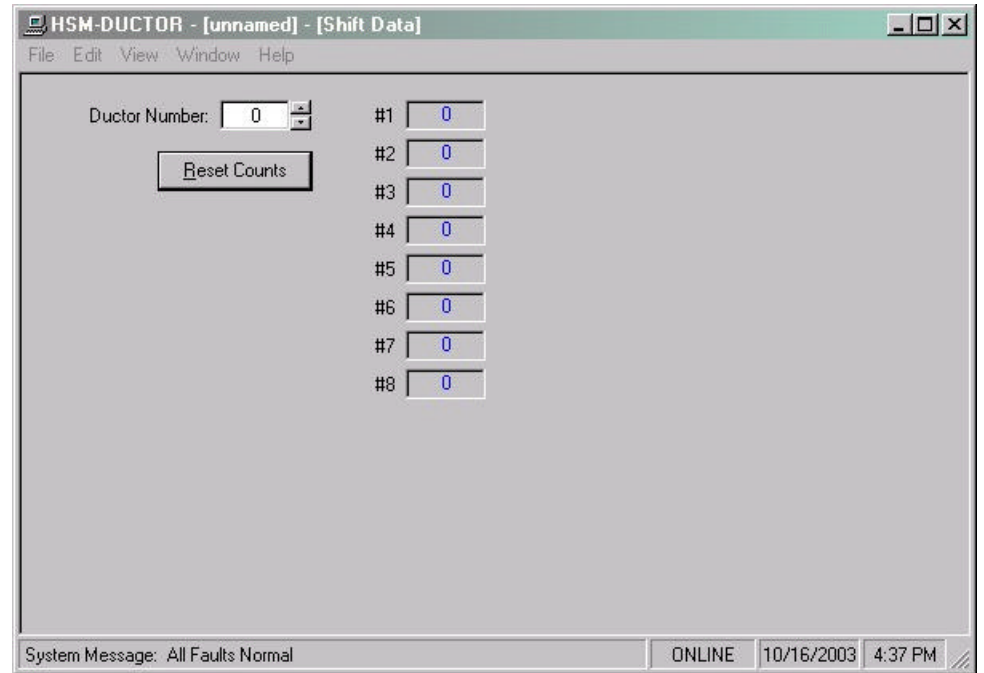 HSM-DUCTOR - [unnamed] - [Shift Data]
File Edit View Window Help
Ductor Number: 0
Reset Counts
#1 0
#2 0
#3 0
#4 0
#5 0
#6 0
#7 0
#8 0
System Message: All Faults Normal ONLINE 10/16/2003 4:37 PM